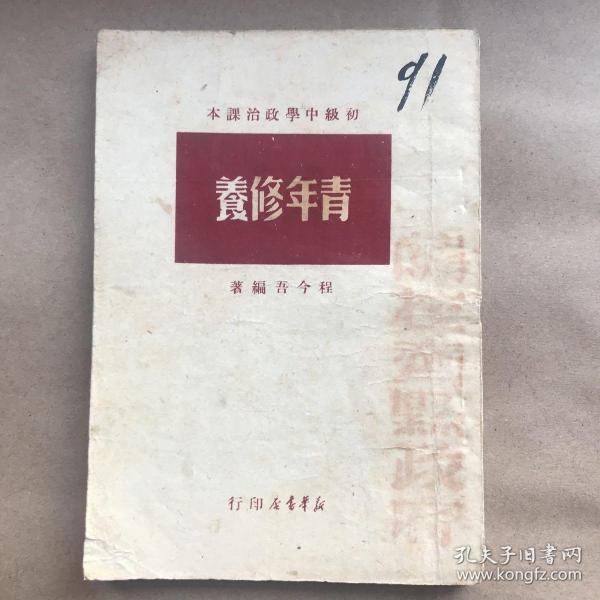 91
初級中學政治課本
青年修養
程今吾編著
新華書店印行
孔夫子旧书网
www.kongfz.com